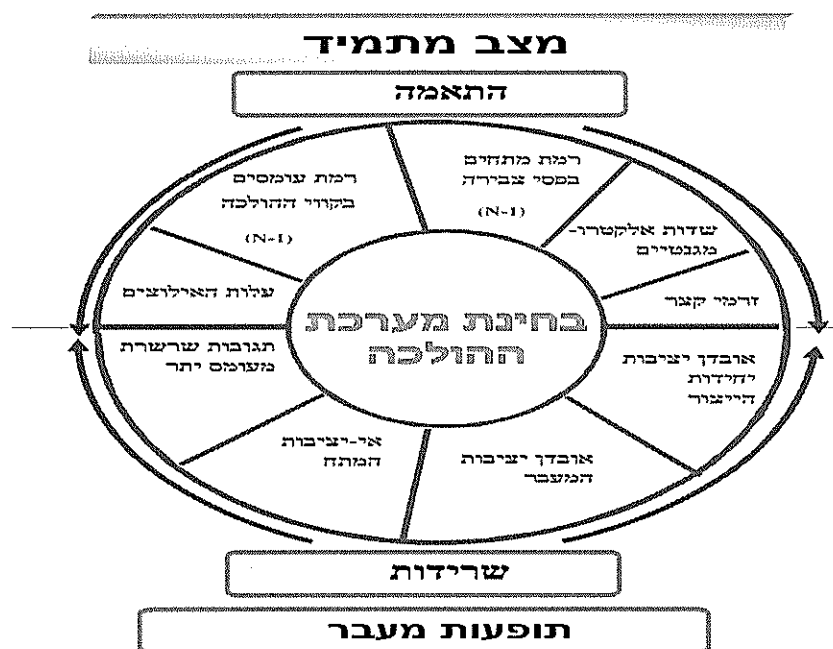 מצב מתמיד
התאמה
רמת מתחים
בפסי צבירה
(N-1)
רמת עומסים
בקווי ההולכה
(N-1)
שדות אלקטרו-
מגנטיים
עלות האילוצים
זרמי קצר
בחינת מערכת
ההולכה
אובדן יציבות
יחידות
הייצור
תגובות שרשרת
מעומס יתר
אובדן יציבות
המעבר
אי-יציבות
המתח
שרידות
תופעות מעבר